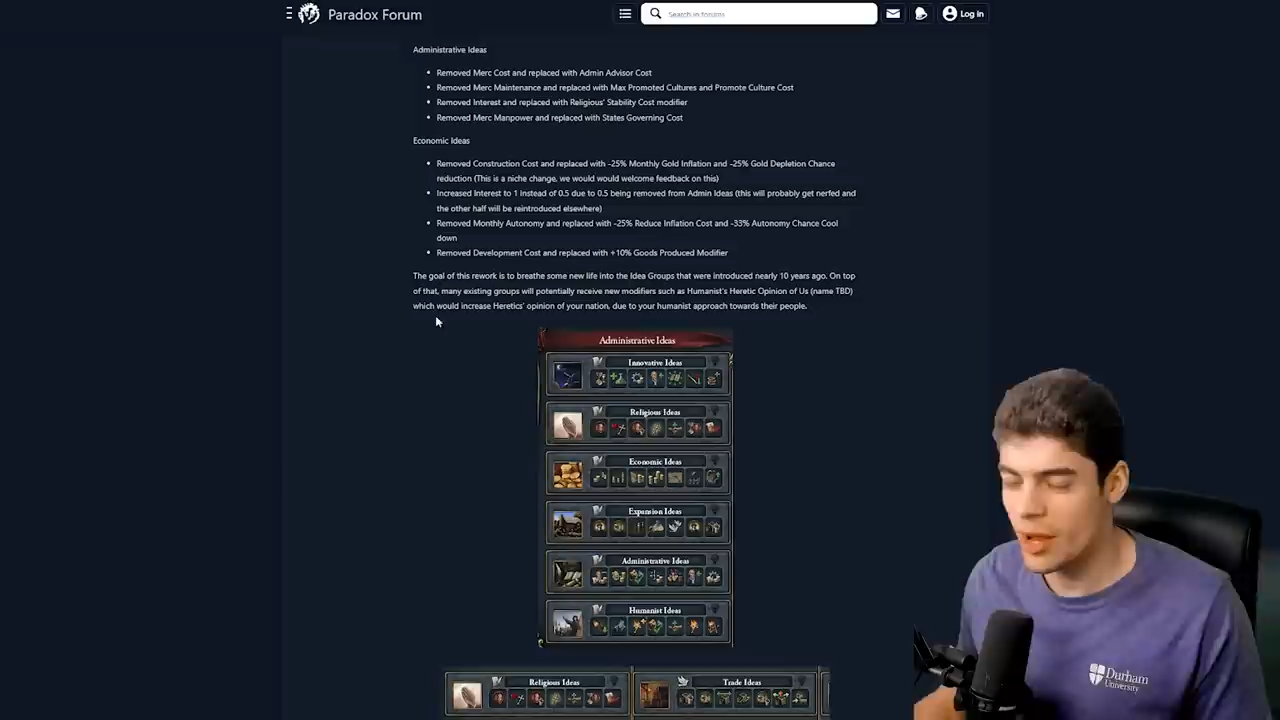 Paradox Forum
Search in forums
Log in
Administrative Ideas
Removed Merc Cost and replaced with Admin Advisor Cost
Removed Merc Maintenance and replaced with Max Promoted Cultures and Promote Culture Cost
Removed Interest and replaced with Religious' Stability Cost modifier
Removed Merc Manpower and replaced with States Governing Cost
Economic Ideas
Removed Construction Cost and replaced with -25% Monthly Gold Inflation and -25% Gold Depletion Chance
reduction (This is a niche change, we would would welcome feedback on this)
Increased Interest to 1 instead of 0.5 due to 0.5 being removed from Admin Ideas (this will probably get nerfed and
the other half will be reintroduced elsewhere)
Removed Monthly Autonomy and replaced with -25% Reduce Inflation Cost and -33% Autonomy Chance Cool
down
Removed Development Cost and replaced with +10% Goods Produced Modifier
The goal of this rework is to breathe some new life into the Idea Groups that were introduced nearly 10 years ago. On top
of that, many existing groups will potentially receive new modifiers such as Humanist's Heretic Opinion of Us (name TBD)
which would increase Heretics' opinion of your nation, due to your humanist approach towards their people.
Administrative Ideas
Innovative Ideas
Religious Ideas
Economic Ideas
Expansion Ideas
Administrative Ideas
Humanist Ideas
Religious Ideas
Trade Ideas
Durham
University